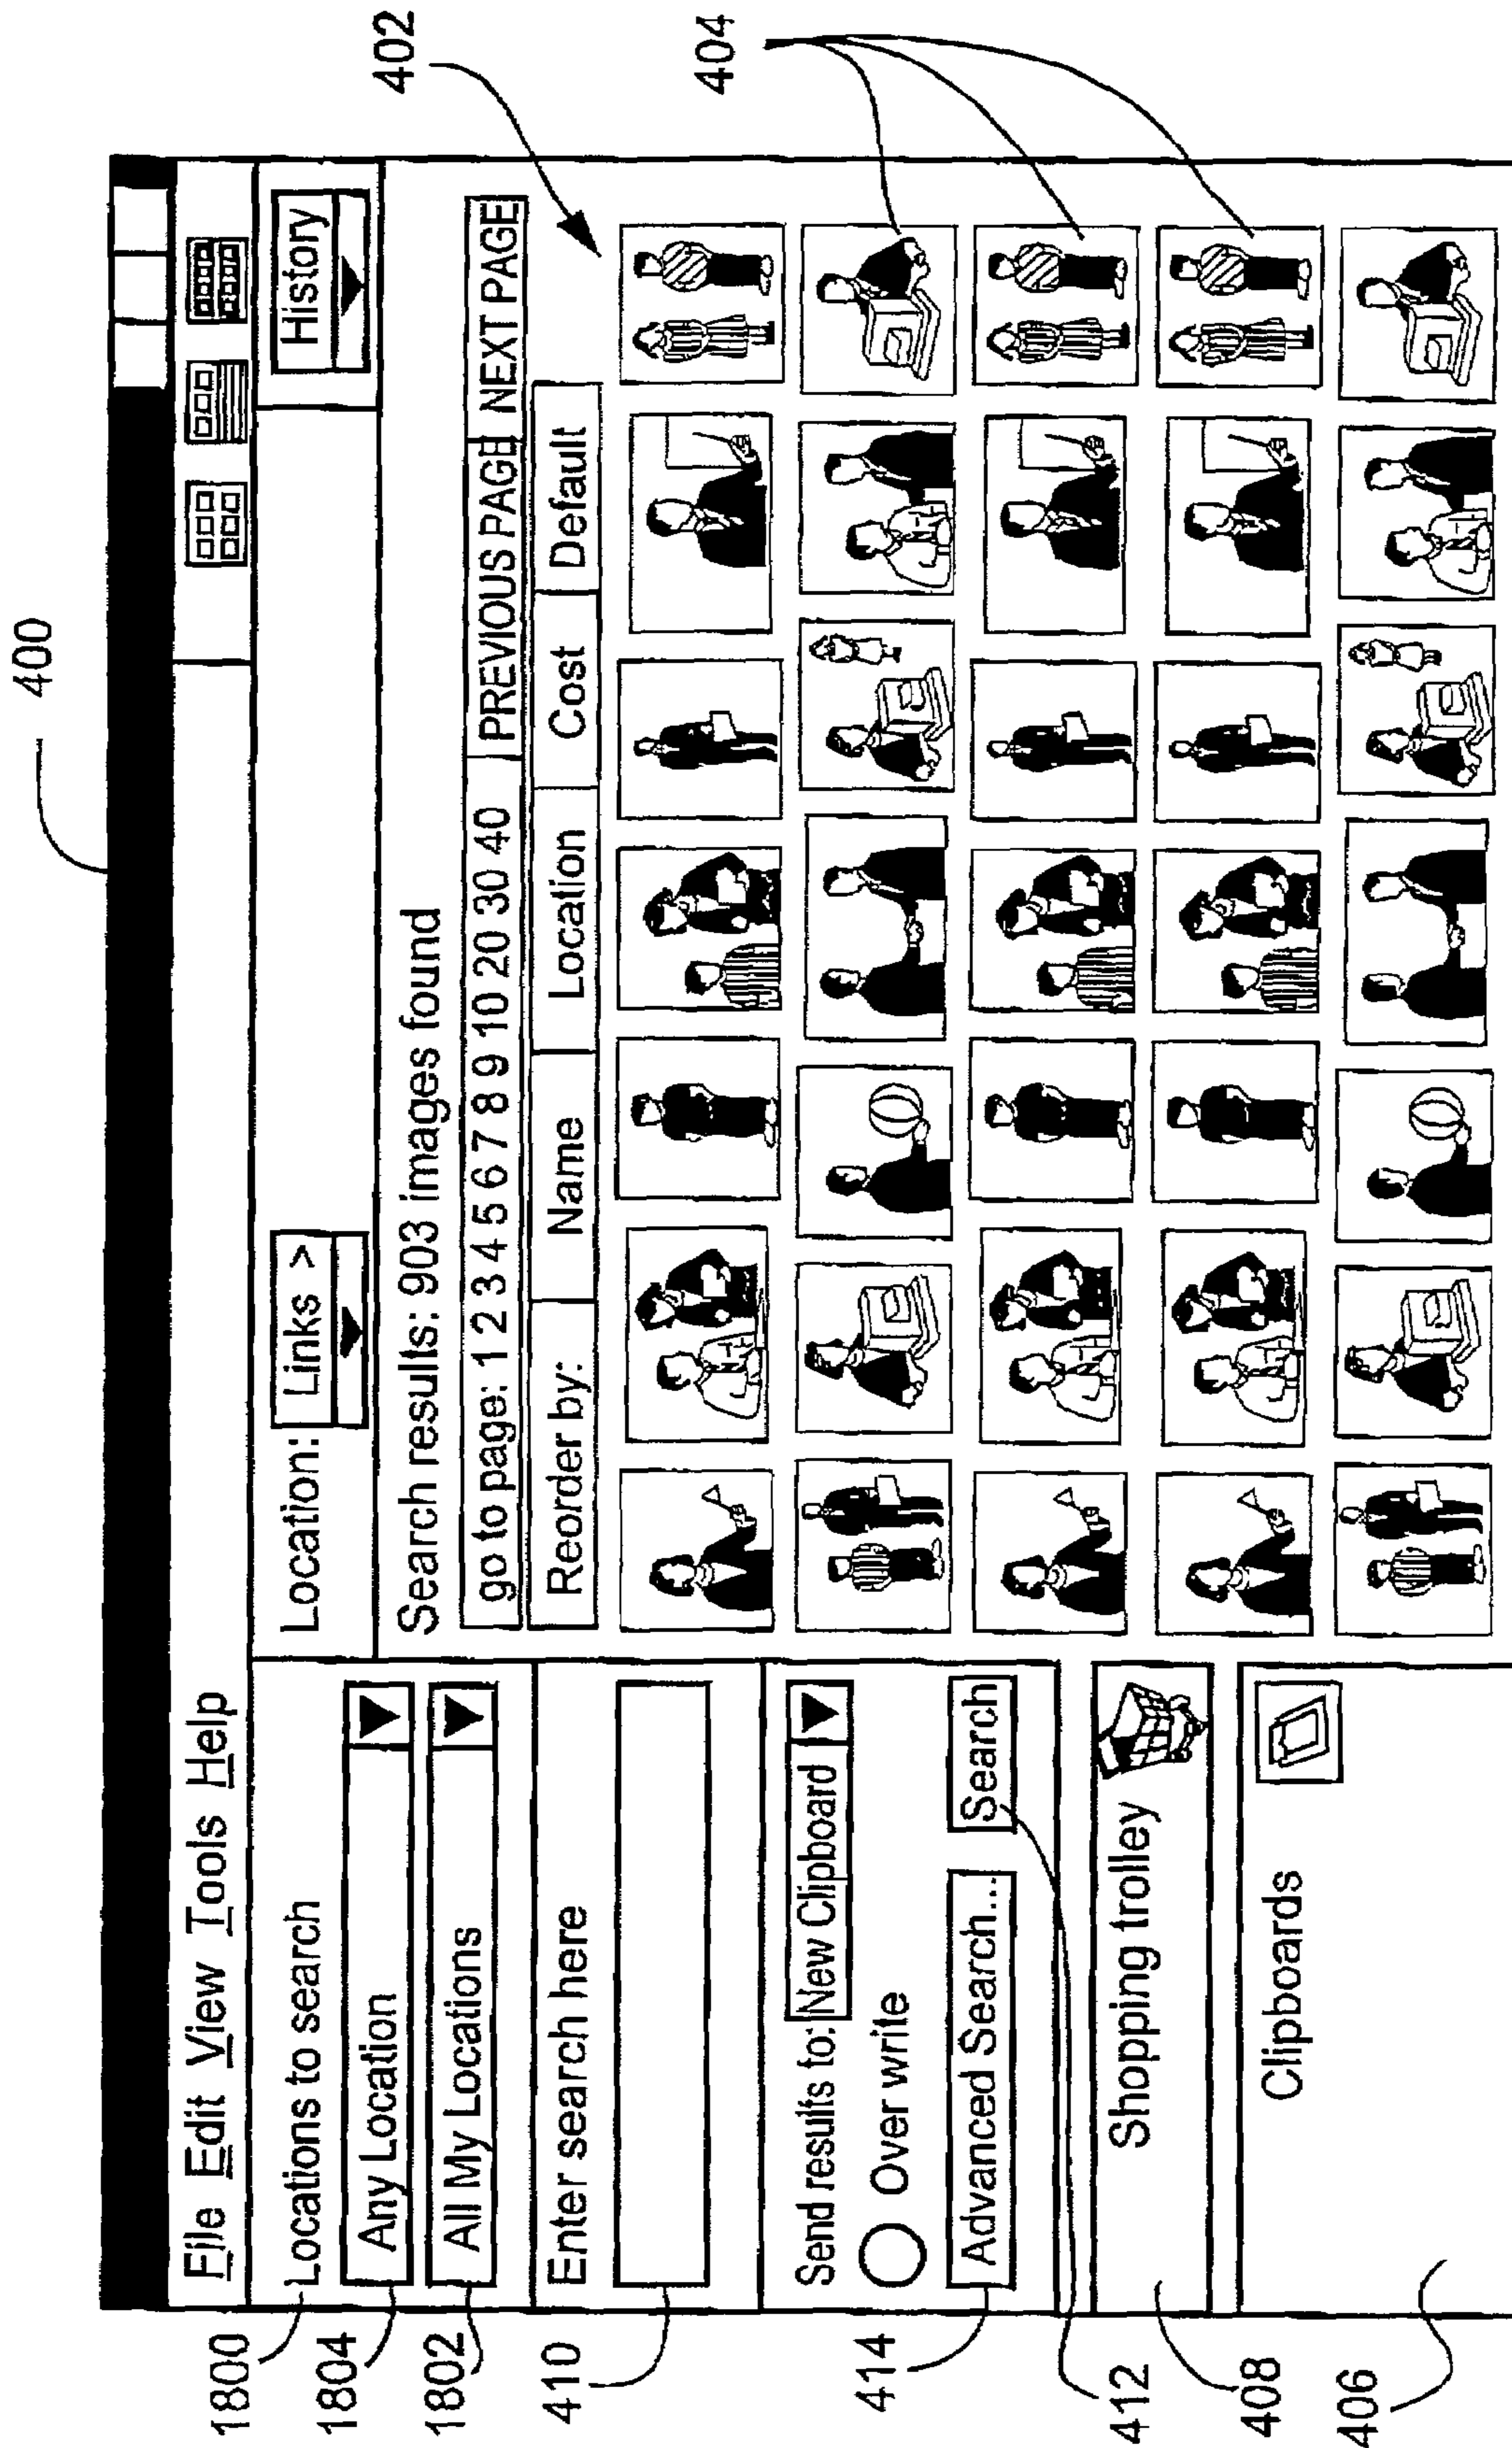 400
File Edit View Tools Help
1800
Locations to search
1804
Any Location
1802
All My Locations
410
Enter search here
Send results to: New Clipboard
Over write
414
Advanced Search...
Search
412
408
Shopping trolley
406
Clipboards
Location: Links >
History
Search results: 903 images found
go to page: 1 2 3 4 5 6 7 8 9 10 20 30 40 PREVIOUS PAGE NEXT PAGE
Reorder by: Name Location Cost Default
402
404